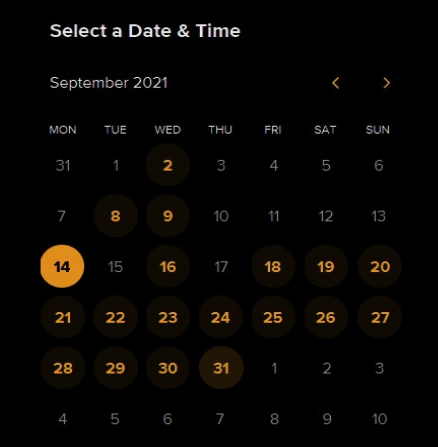 Select a Date & Time
September 2021
MON TUE WED THU FRI SAT SUN
31 1 2 3 4 5 6
7 8 9 10 11 12 13
14 15 16 17 18 19 20
21 22 23 24 25 26 27
28 29 30 31 1 2 3
4 5 6 7 8 9 10